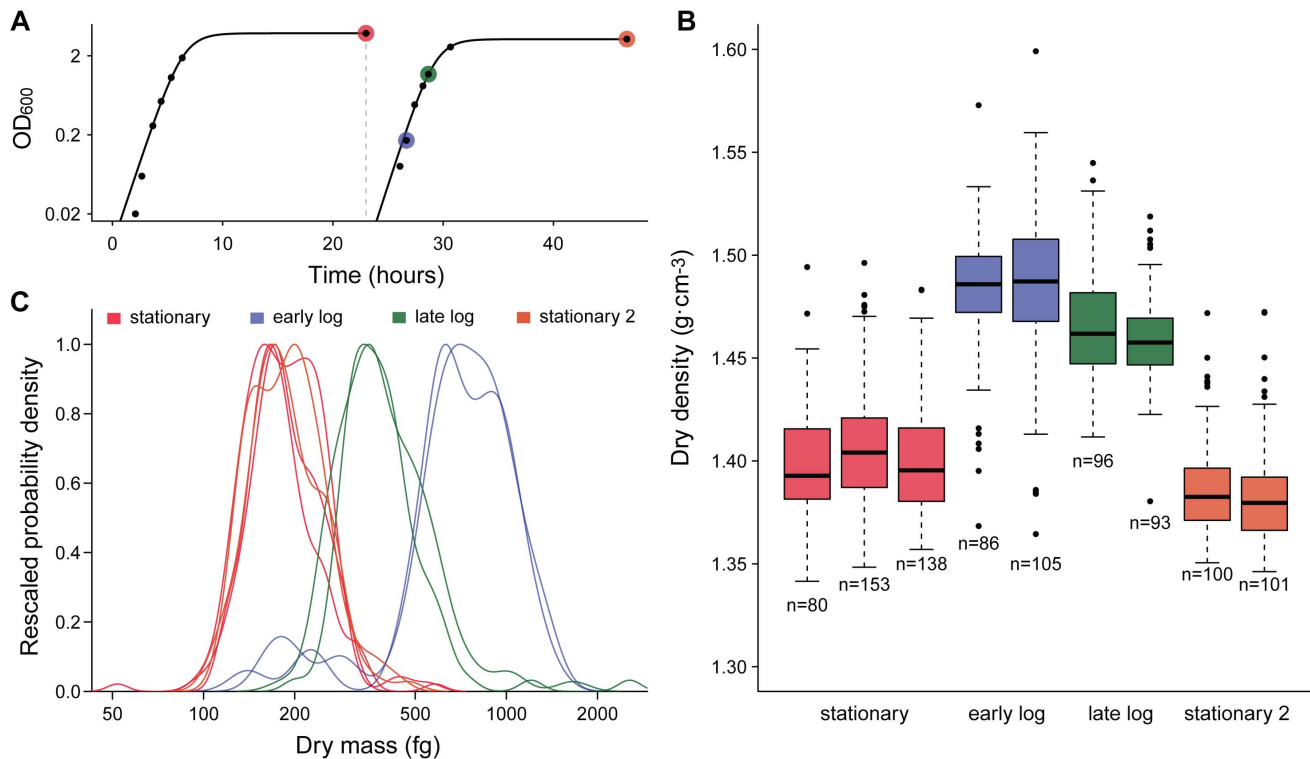 A
OD600
2
0.2
0.02
0 10 20 30 40
Time (hours)
B
Dry density (g·cm-3)
1.60
1.55
1.50
1.45
1.40
1.35
1.30
n=80
n=153
n=138
n=86
n=105
n=96
n=93
n=100
n=101
stationary early log late log stationary 2
C
stationary early log late log stationary 2
Rescaled probability density
1.0
0.8
0.6
0.4
0.2
0.0
50 100 200 500 1000 2000
Dry mass (fg)